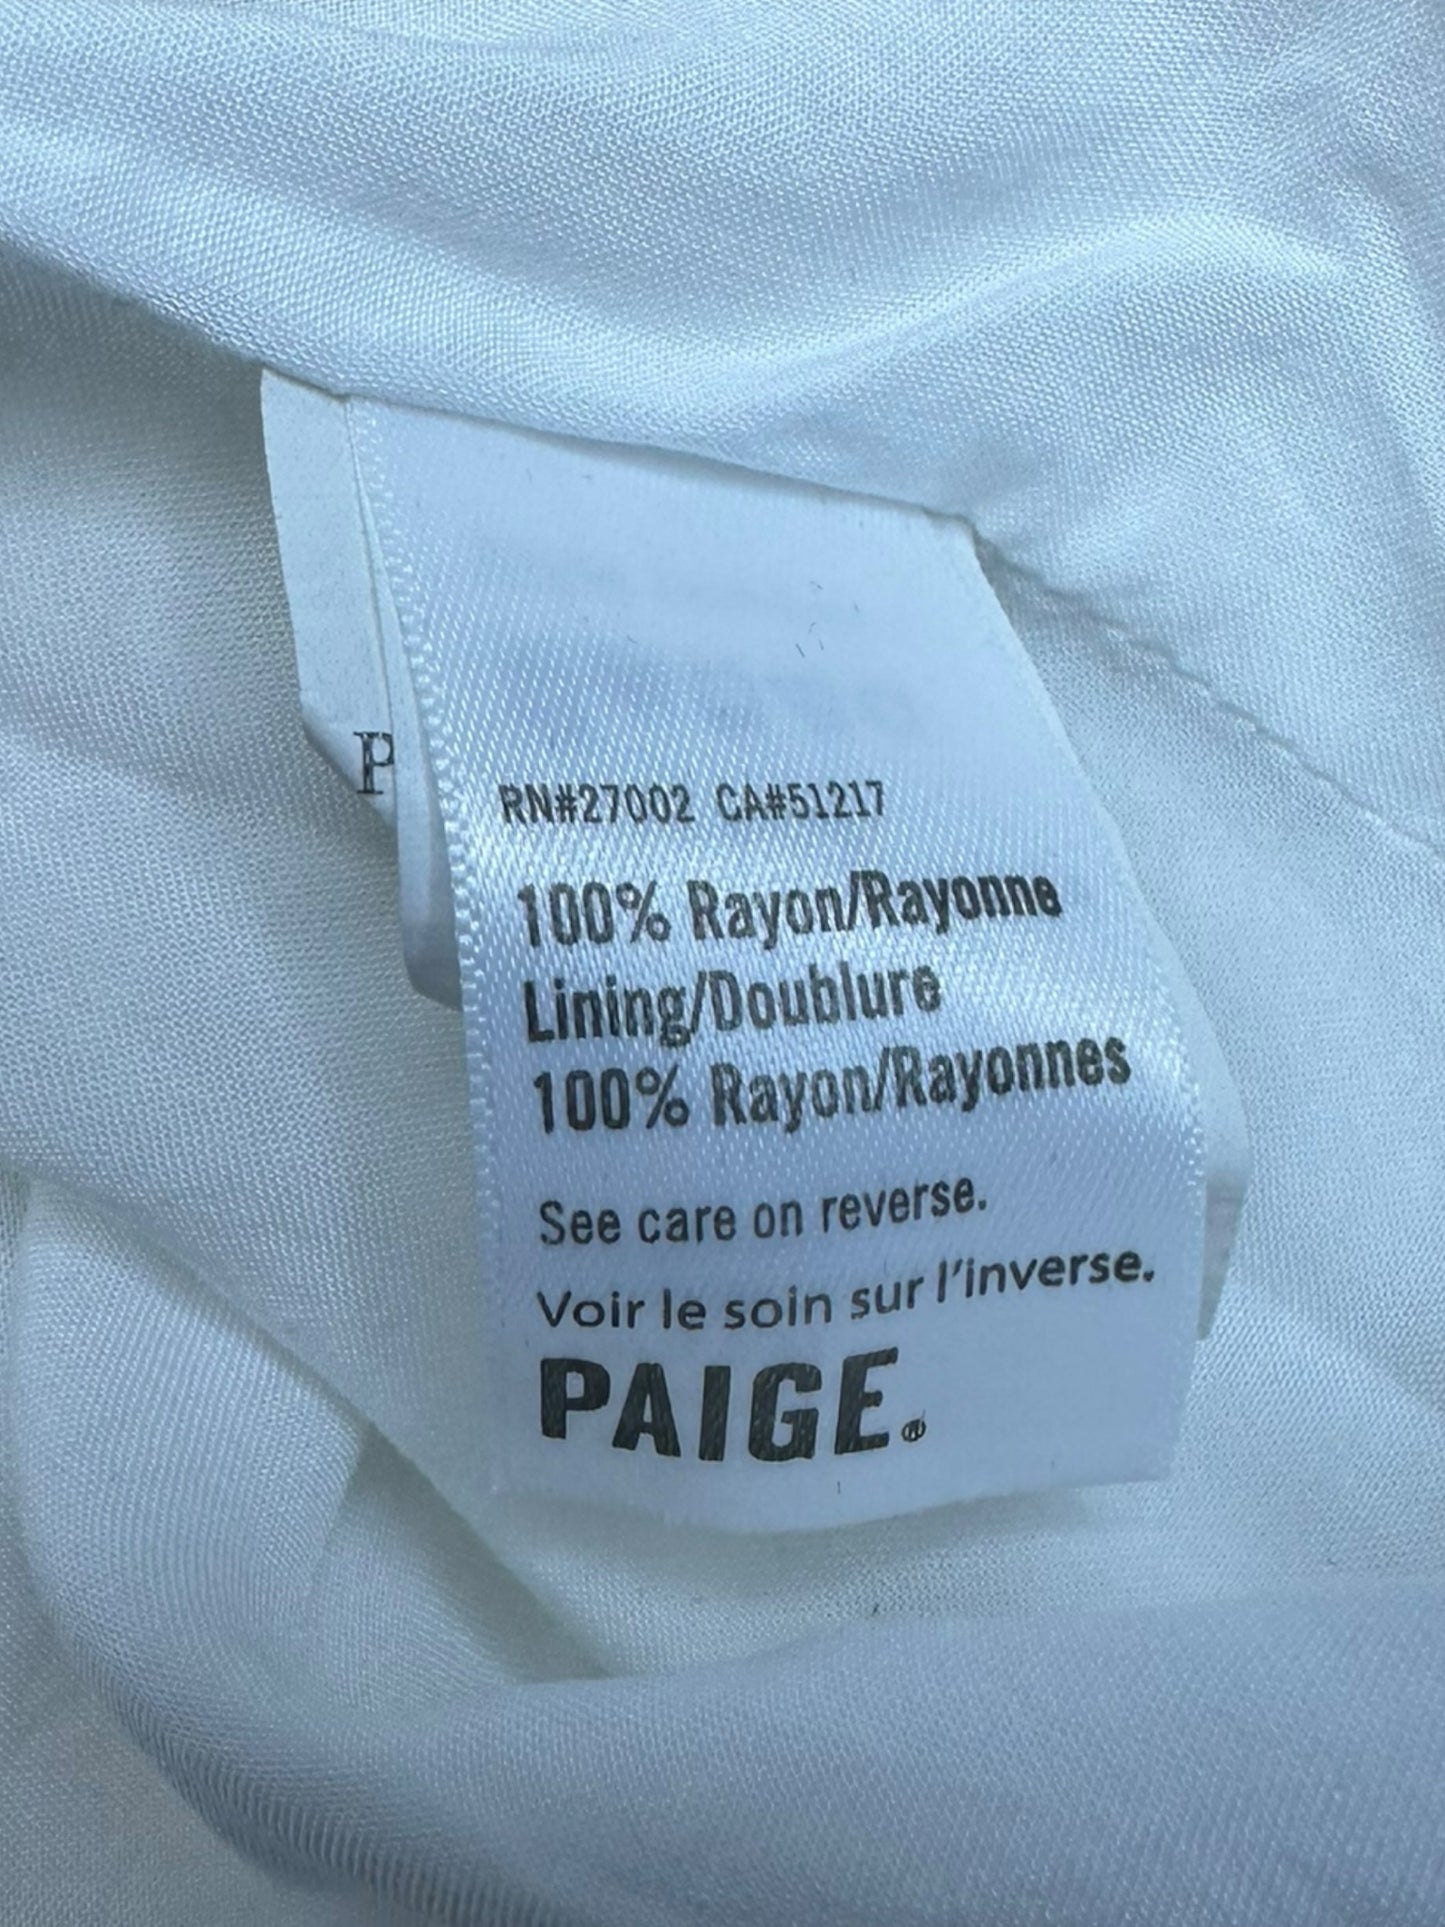 P
RN#27002 CA#51217
100% Rayon/Rayonne
Lining/Doublure
100% Rayon/Rayonnes
See care on reverse.
Voir le soin sur l'inverse.
PAIGE®